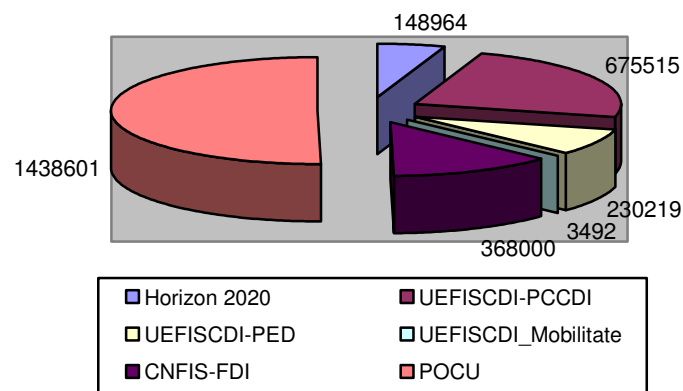 148964
675515
1438601
230219
3492
368000
Horizon 2020 UEFISCDI-PCCDI
UEFISCDI-PED UEFISCDI_Mobilitate
CNFIS-FDI POCU